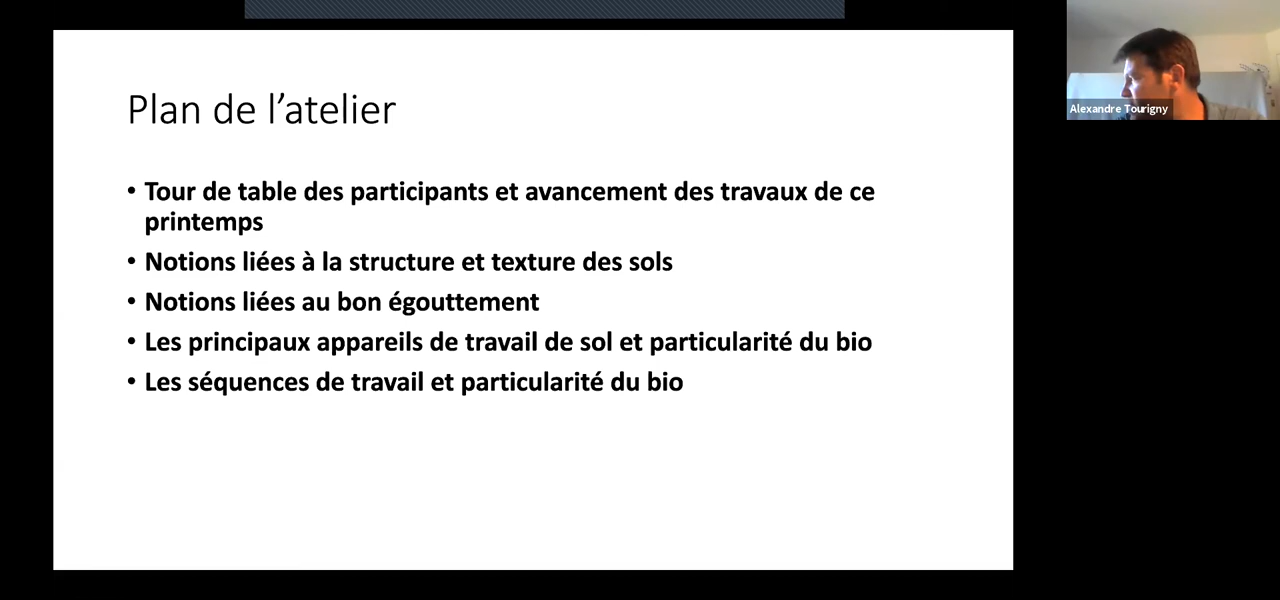 Plan de l’atelier
• Tour de table des participants et avancement des travaux de ce
printemps
• Notions liées à la structure et texture des sols
• Notions liées au bon égouttement
• Les principaux appareils de travail de sol et particularité du bio
• Les séquences de travail et particularité du bio
Alexandre Tourigny